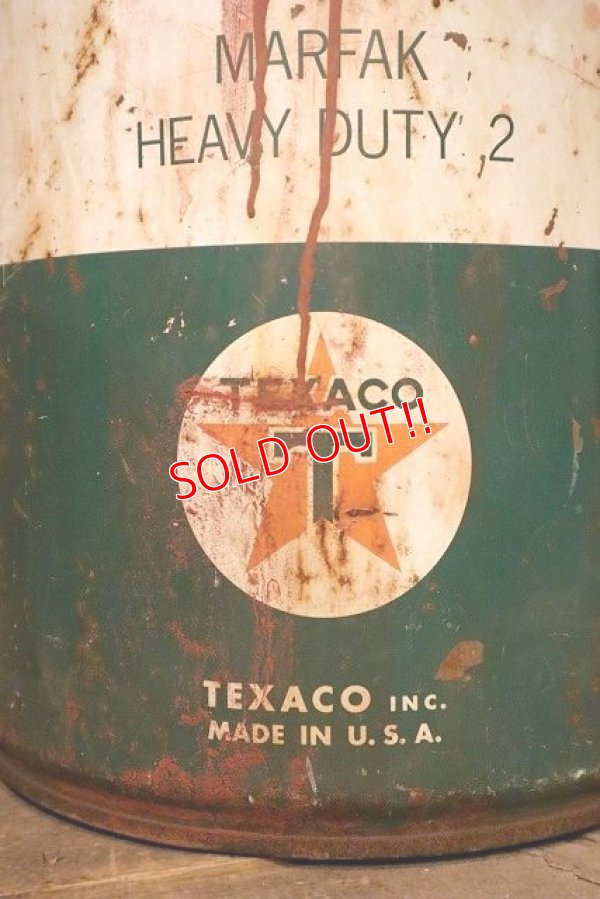 MARFAK
HEAVY DUTY 2
TEXACO
T
SOLD OUT!!
TEXACO INC.
MADE IN U.S.A.